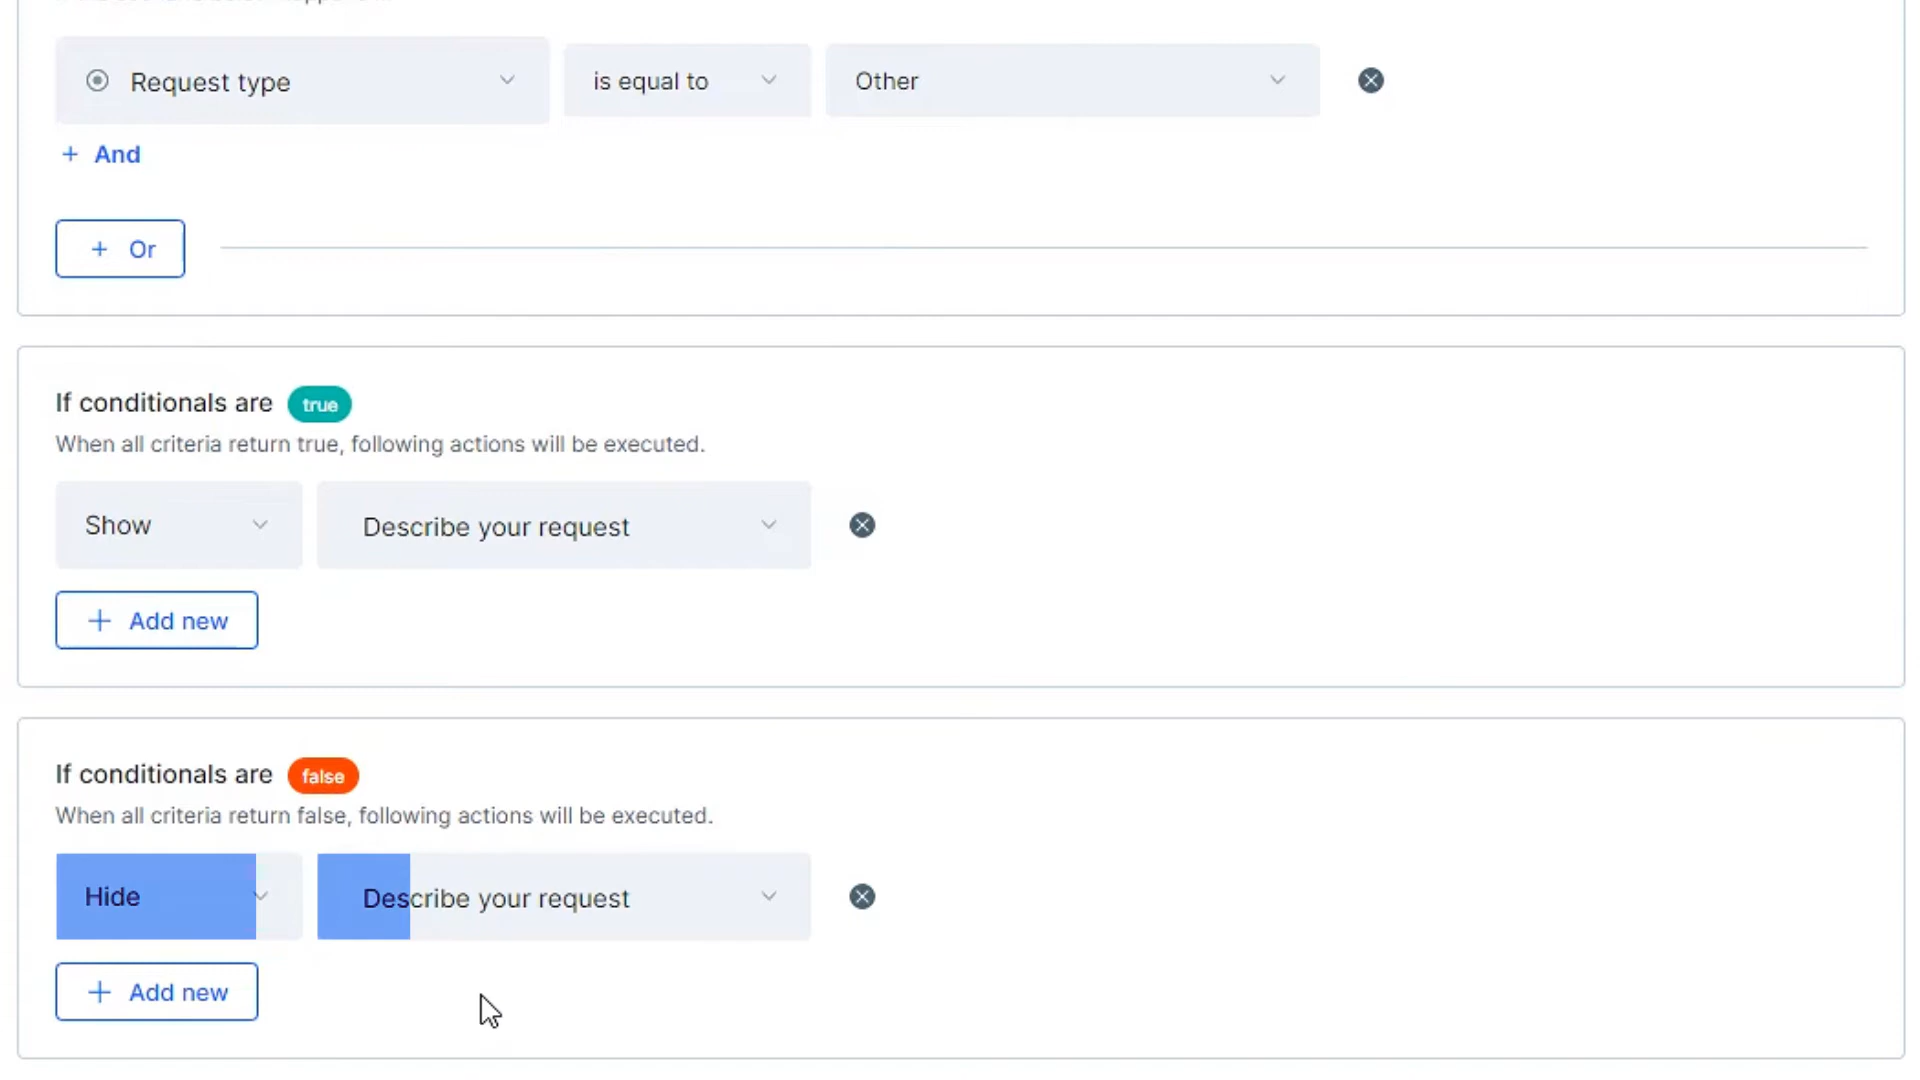 Request type is equal to Other
+ And
+ Or
If conditionals are true
When all criteria return true, following actions will be executed.
Show Describe your request
+ Add new
If conditionals are false
When all criteria return false, following actions will be executed.
Hide Describe your request
+ Add new